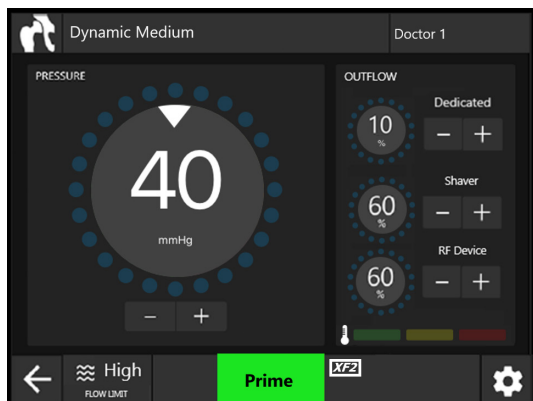 Dynamic Medium
Doctor 1
PRESSURE
40
mmHg
− +
OUTFLOW
Dedicated
10
%
− +
Shaver
60
%
− +
RF Device
60
%
− +
High
FLOW LIMIT
Prime
XF2